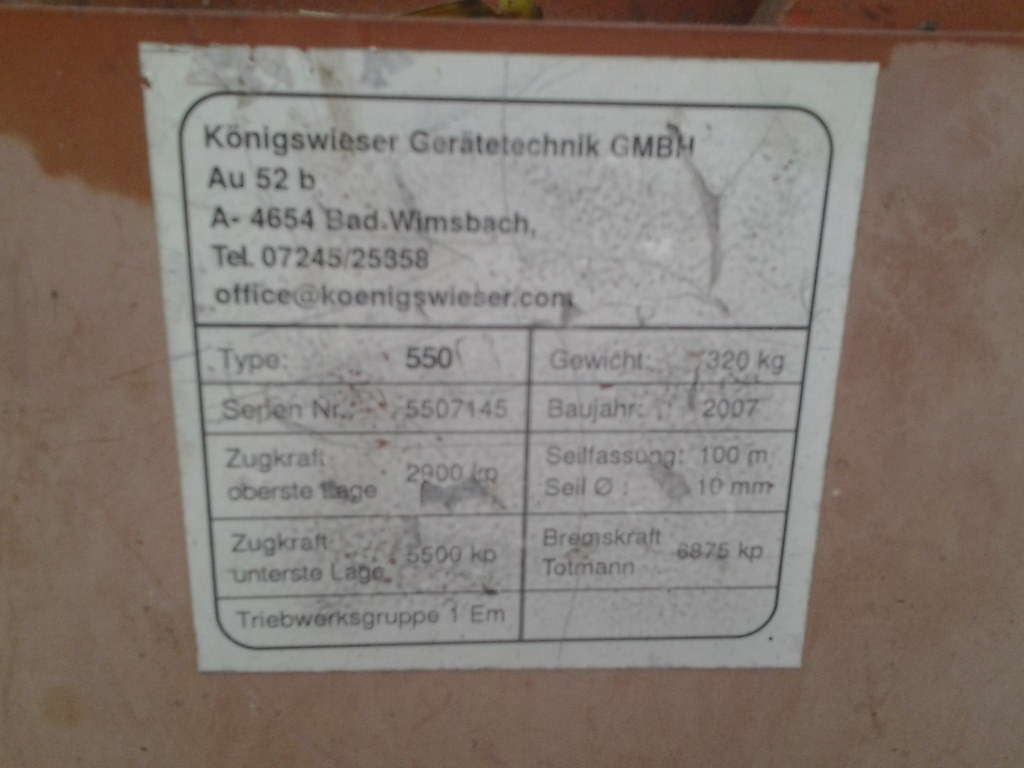 Königswieser Gerätetechnik GMBH
Au 52 b
A- 4654 Bad.Wimsbach,
Tel. 07245/25358
office@koenigswieser.com
Type: 550
Gewicht: 320 kg
Serien Nr.: 5507145
Baujahr: 2007
Zugkraft
oberste Lage 2900 kp
Seilfassung: 100 m
Seil Ø : 10 mm
Zugkraft
unterste Lage 5500 kp
Bremskraft
Totmann 6875 kp
Triebwerksgruppe 1 Em